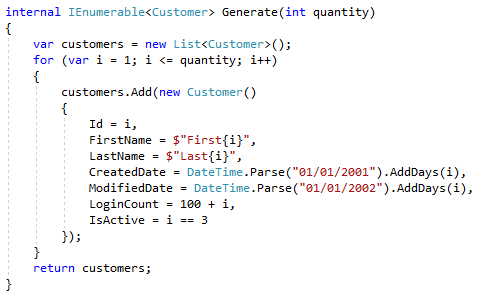 internal IEnumerable<Customer> Generate(int quantity)
{
    var customers = new List<Customer>();
    for (var i = 1; i <= quantity; i++)
    {
        customers.Add(new Customer()
        {
            Id = i,
            FirstName = $"First{i}",
            LastName = $"Last{i}",
            CreatedDate = DateTime.Parse("01/01/2001").AddDays(i),
            ModifiedDate = DateTime.Parse("01/01/2002").AddDays(i),
            LoginCount = 100 + i,
            IsActive = i == 3
        });
    }
    return customers;
}